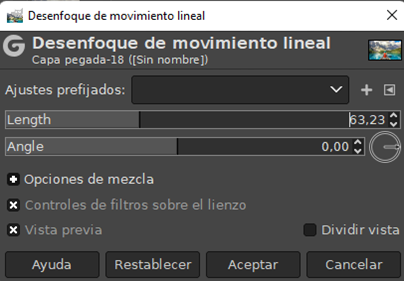 Desenfoque de movimiento lineal
Desenfoque de movimiento lineal
Capa pegada-18 ([Sin nombre])
Ajustes prefijados:
Length 63,23
Angle 0,00
Opciones de mezcla
Controles de filtros sobre el lienzo
Vista previa Dividir vista
Ayuda Restablecer Aceptar Cancelar